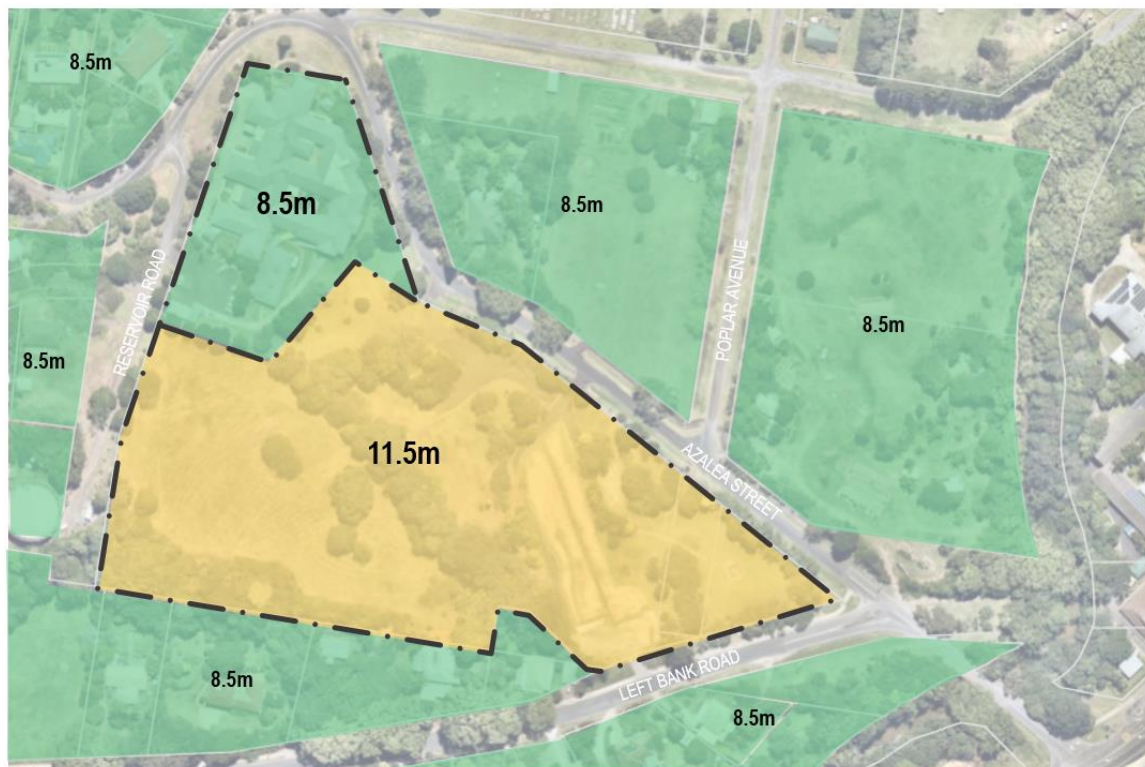 8.5m
8.5m
8.5m
RESERVOIR ROAD
POPLAR AVENUE
8.5m
8.5m
11.5m
AZALEA STREET
LEFT BANK ROAD
8.5m
8.5m